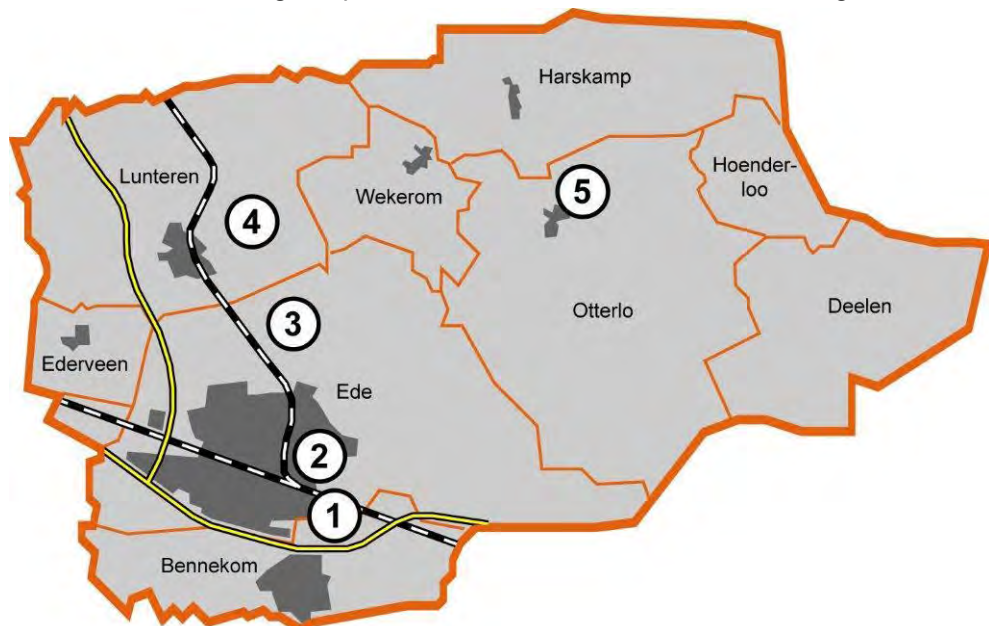 Harskamp
Hoender-
loo
Lunteren
Wekerom
5
4
Otterlo
Deelen
3
Ederveen
Ede
2
1
Bennekom